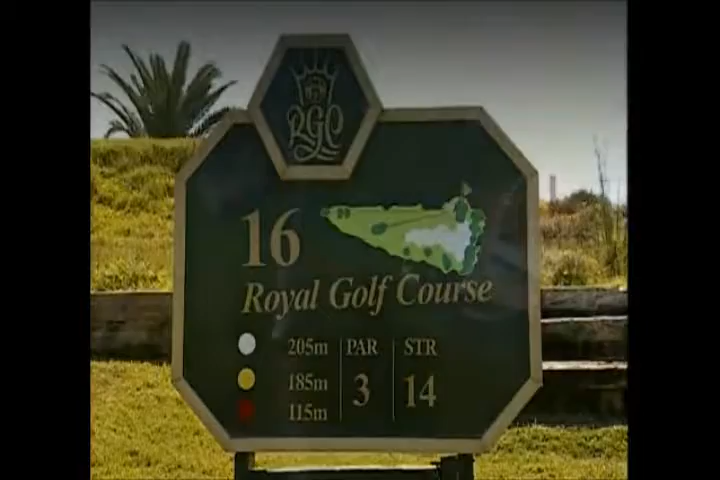 RGC
16
Royal Golf Course
205m PAR STR
185m 3 14
115m